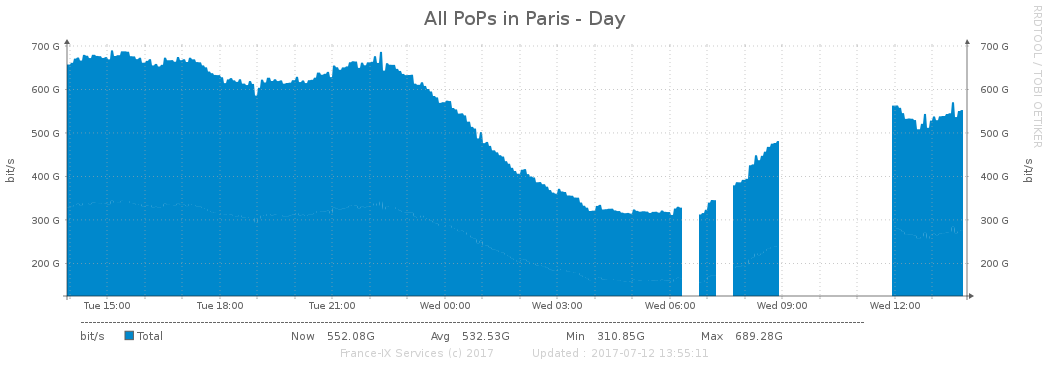 All PoPs in Paris - Day
RRDTOOL / TOBI OETIKER
700 G 700 G
600 G 600 G
500 G 500 G
400 G 400 G
300 G 300 G
200 G 200 G
bit/s
bit/s
Tue 15:00 Tue 18:00 Tue 21:00 Wed 00:00 Wed 03:00 Wed 06:00 Wed 09:00 Wed 12:00
bit/s Total Now 552.08G Avg 532.53G Min 310.85G Max 689.28G
France-IX Services (c) 2017 Updated : 2017-07-12 13:55:11